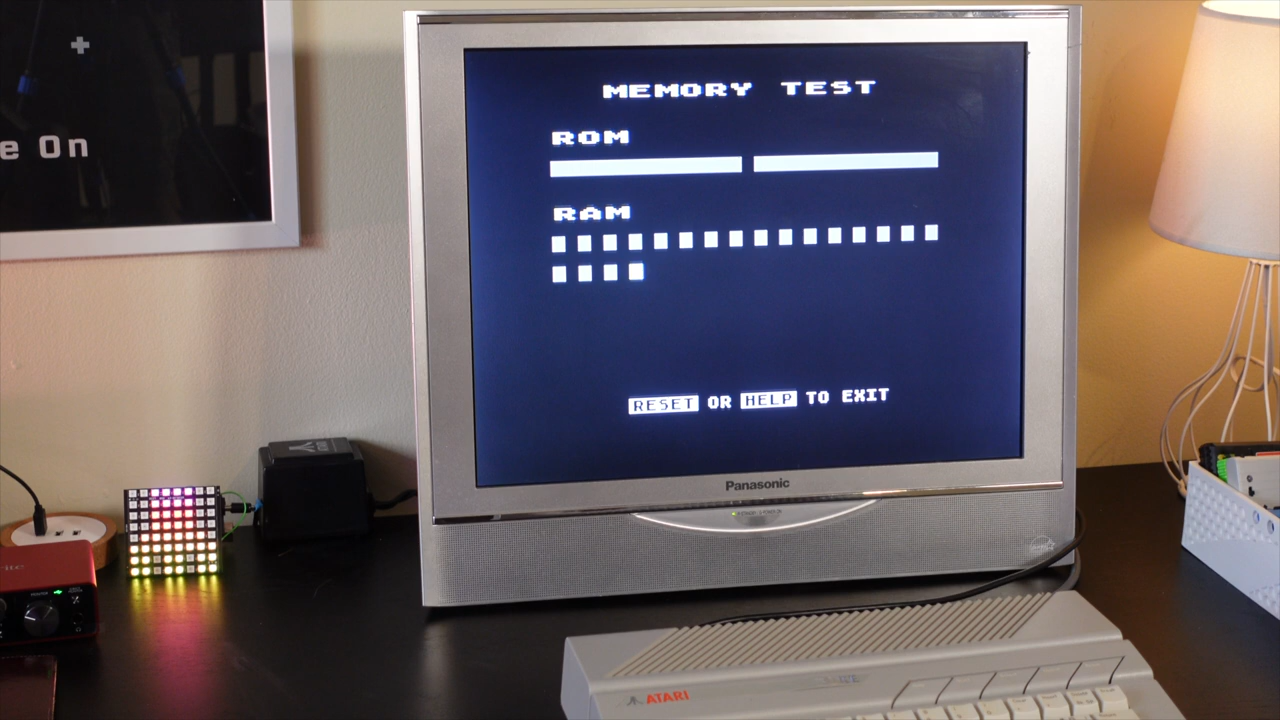 e On
MEMORY TEST
ROM
RAM
RESET OR HELP TO EXIT
Panasonic
ATARI